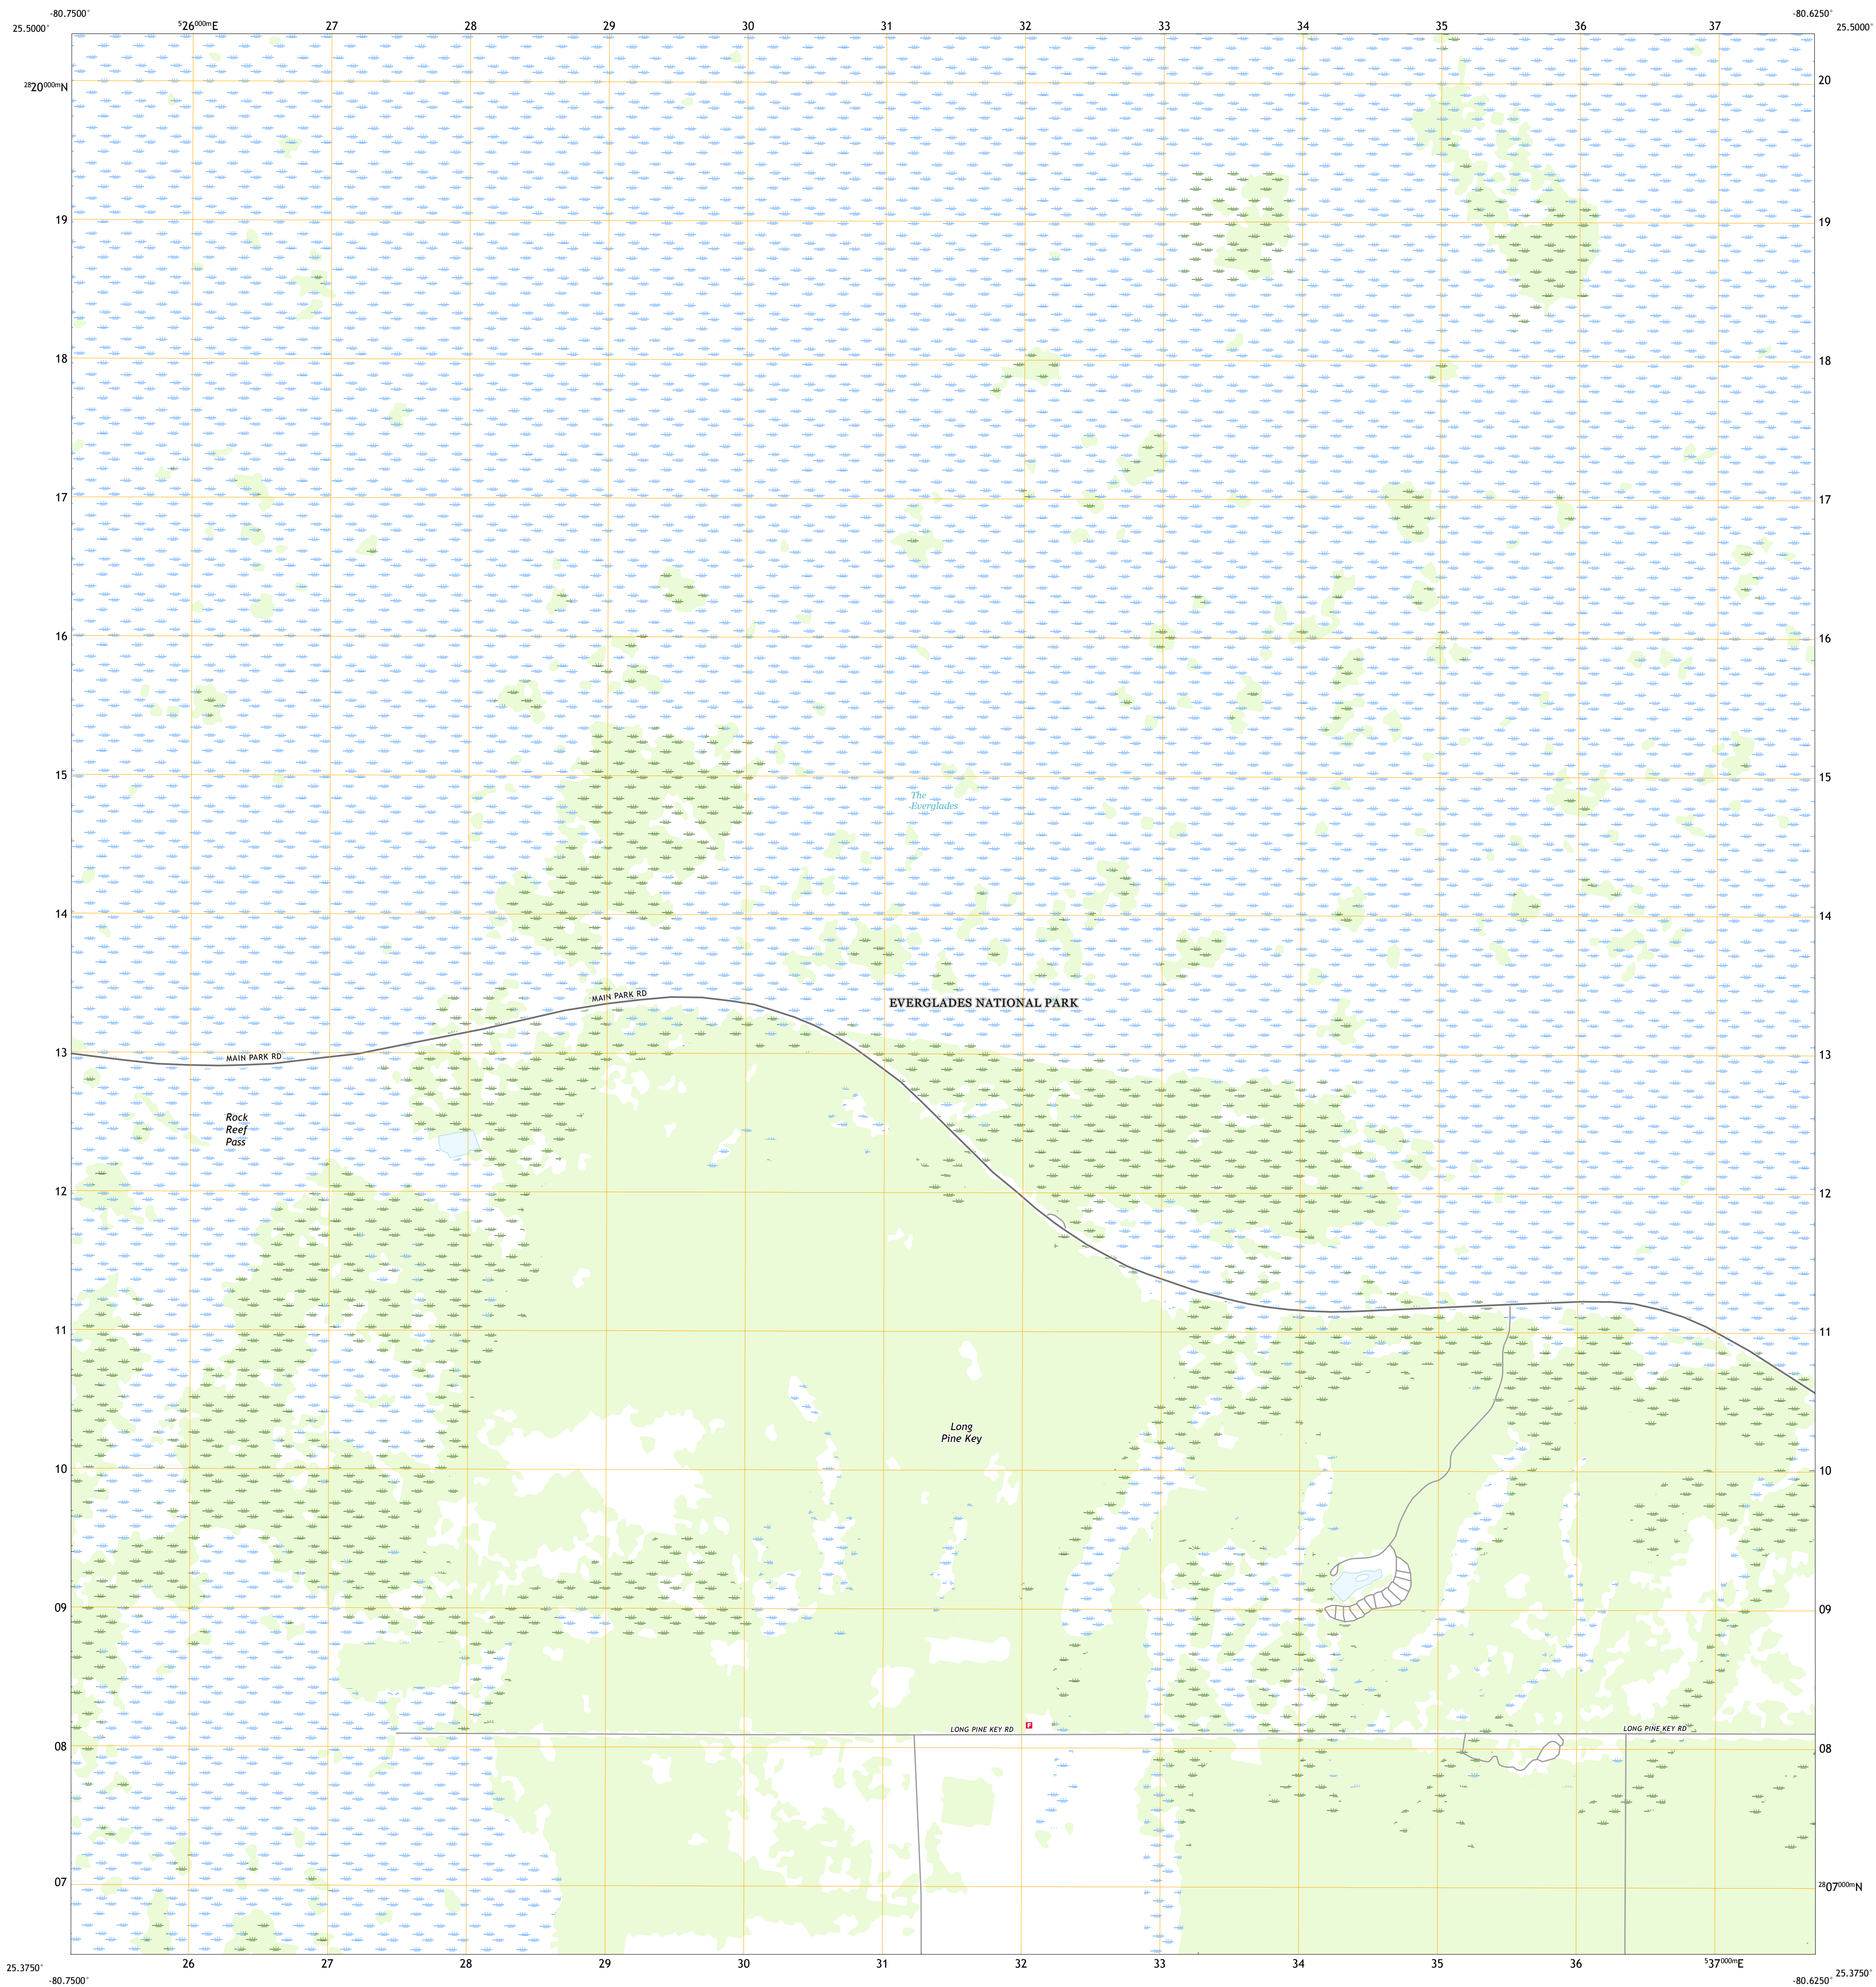 -80.7500°
-80.6250°
25.5000°
⁵26⁰⁰⁰ᵐE 27 28 29 30 31 32 33 34 35 36 37
25.5000°
²⁸20⁰⁰⁰ᵐN
20
19
19
18
18
17
17
16
16
15
15
The
Everglades
14
14
MAIN PARK RD
EVERGLADES NATIONAL PARK
13
MAIN PARK RD
13
Rock
Reef
Pass
12
12
11
11
Long
Pine Key
10
10
09
09
F
LONG PINE KEY RD
LONG PINE KEY RD
08
08
07
²⁸07⁰⁰⁰ᵐN
25.3750°
26 27 28 29 30 31 32 33 34 35 36 ⁵37⁰⁰⁰ᵐE
25.3750°
-80.7500°
-80.6250°